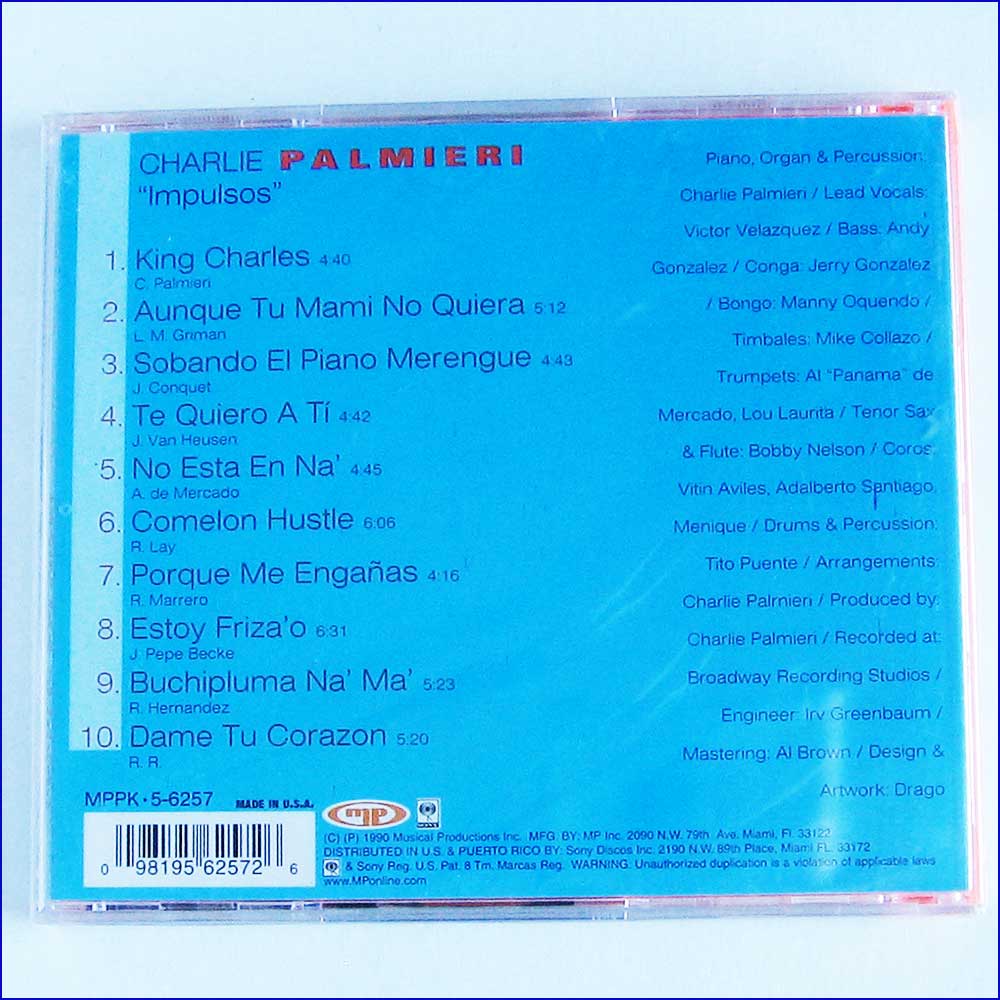 CHARLIE PALMIERI
"Impulsos"
1. King Charles 4:40
C. Palmieri
2. Aunque Tu Mami No Quiera 5:12
L. M. Griman
3. Sobando El Piano Merengue 4:43
J. Conquet
4. Te Quiero A Tí 4:42
J. Van Heusen
5. No Esta En Na' 4:45
A. de Mercado
6. Comelon Hustle 6:06
R. Lay
7. Porque Me Engañas 4:16
R. Marrero
8. Estoy Friza'o 6:31
J. Pepe Becke
9. Buchipluma Na' Ma' 5:23
R. Hernandez
10. Dame Tu Corazon 5:20
R. R.
Piano, Organ & Percussion:
Charlie Palmieri / Lead Vocals:
Victor Velazquez / Bass: Andy
Gonzalez / Conga: Jerry Gonzalez
/ Bongo: Manny Oquendo /
Timbales: Mike Collazo /
Trumpets: Al "Panama" de
Mercado, Lou Laurita / Tenor Sax
& Flute: Bobby Nelson / Coros:
Vitin Aviles, Adalberto Santiago,
Menique / Drums & Percussion:
Tito Puente / Arrangements:
Charlie Palmieri / Produced by:
Charlie Palmieri / Recorded at:
Broadway Recording Studios /
Engineer: Irv Greenbaum /
Mastering: Al Brown / Design &
Artwork: Drago
MPPK · 5-6257 MADE IN U.S.A. MP SONY
0 98195 62572 6
(C) (P) 1990 Musical Productions Inc. MFG. BY: MP Inc. 2090 N.W. 79th Ave. Miami, FL 33122
DISTRIBUTED IN U.S. & PUERTO RICO BY: Sony Discos Inc. 2190 N.W. 89th Place, Miami FL. 33172
& Sony Reg. U.S. Pat. & Tm. Marcas Reg. WARNING: Unauthorized duplication is a violation of applicable laws
www.MPonline.com